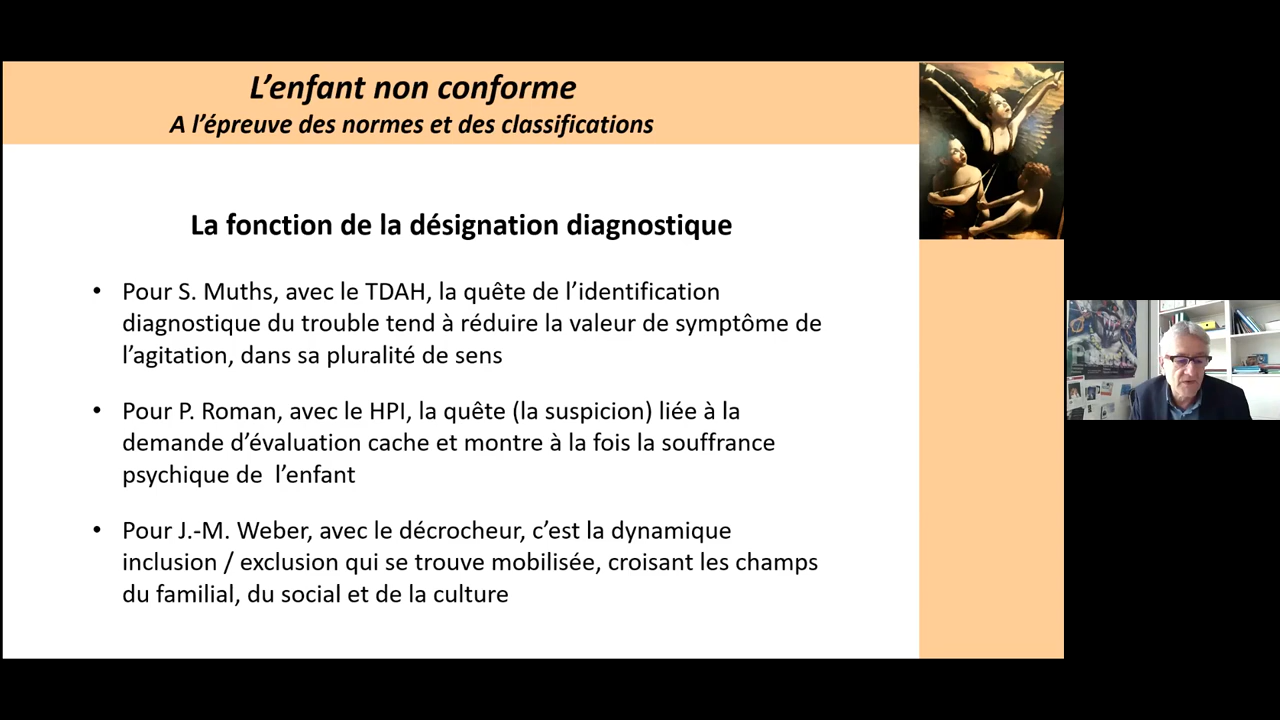 L’enfant non conforme
A l’épreuve des normes et des classifications
La fonction de la désignation diagnostique
• Pour S. Muths, avec le TDAH, la quête de l’identification
diagnostique du trouble tend à réduire la valeur de symptôme de
l’agitation, dans sa pluralité de sens
• Pour P. Roman, avec le HPI, la quête (la suspicion) liée à la
demande d’évaluation cache et montre à la fois la souffrance
psychique de  l’enfant
• Pour J.-M. Weber, avec le décrocheur, c’est la dynamique
inclusion / exclusion qui se trouve mobilisée, croisant les champs
du familial, du social et de la culture